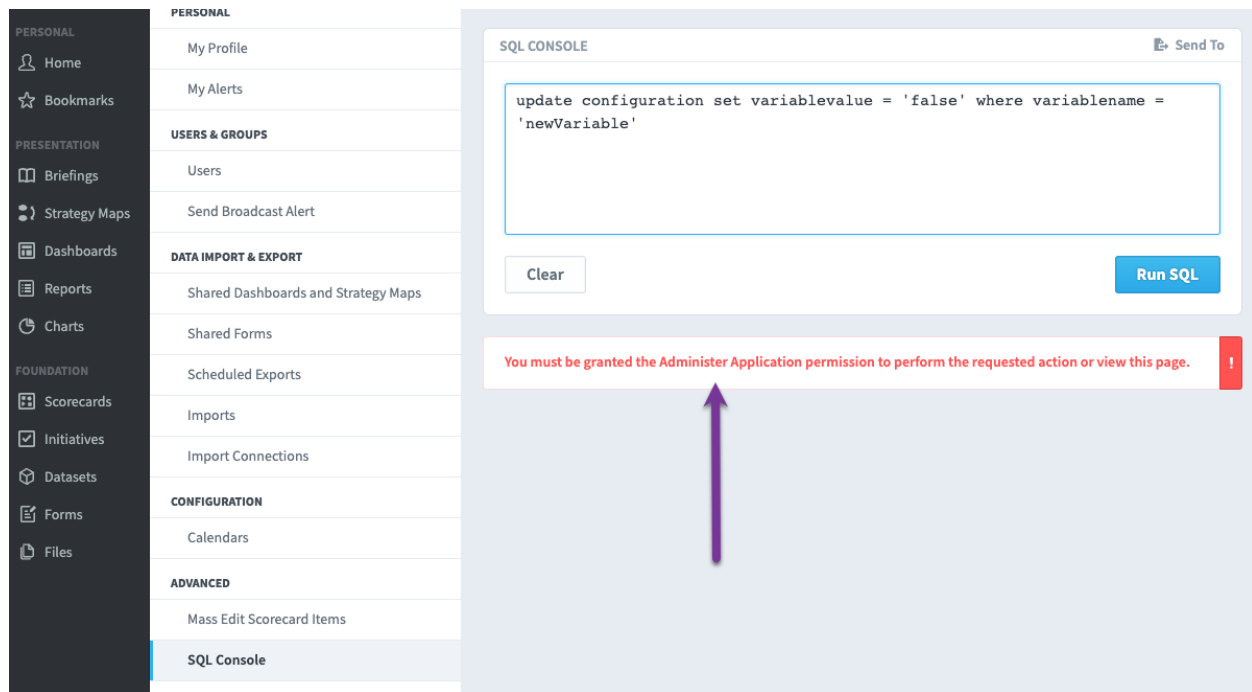 PERSONAL
Home
Bookmarks
PRESENTATION
Briefings
Strategy Maps
Dashboards
Reports
Charts
FOUNDATION
Scorecards
Initiatives
Datasets
Forms
Files
PERSONAL
My Profile
My Alerts
USERS & GROUPS
Users
Send Broadcast Alert
DATA IMPORT & EXPORT
Shared Dashboards and Strategy Maps
Shared Forms
Scheduled Exports
Imports
Import Connections
CONFIGURATION
Calendars
ADVANCED
Mass Edit Scorecard Items
SQL Console
SQL CONSOLE
Send To
update configuration set variablevalue = 'false' where variablename =
'newVariable'
Clear
Run SQL
You must be granted the Administer Application permission to perform the requested action or view this page.
!